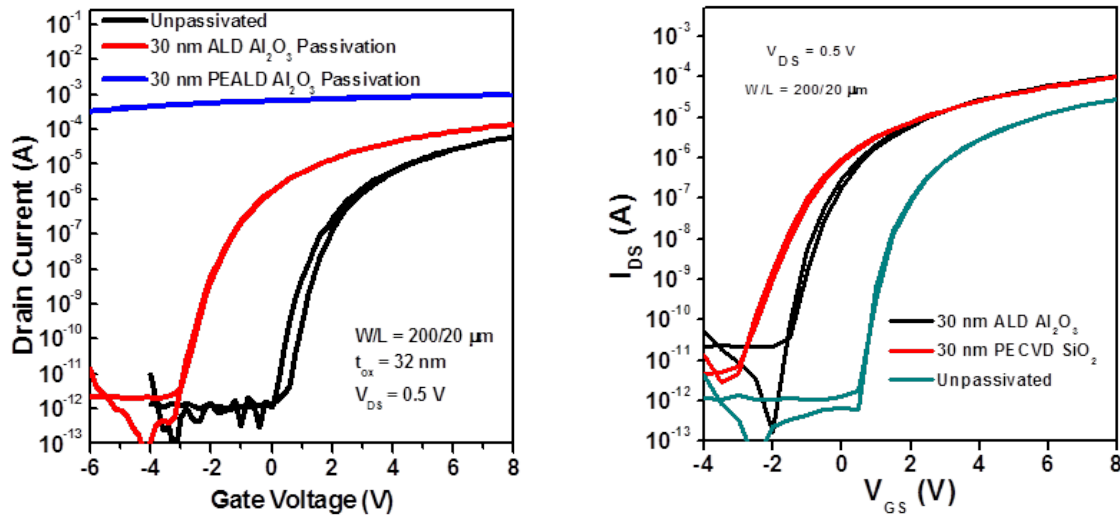 Unpassivated
30 nm ALD Al₂O₃ Passivation
30 nm PEALD Al₂O₃ Passivation
10⁻¹
10⁻²
10⁻³
10⁻⁴
10⁻⁵
10⁻⁶
10⁻⁷
10⁻⁸
10⁻⁹
10⁻¹⁰
10⁻¹¹
10⁻¹²
10⁻¹³
Drain Current (A)
W/L = 200/20 µm
tox = 32 nm
VDS = 0.5 V
-6 -4 -2 0 2 4 6 8
Gate Voltage (V)
VDS = 0.5 V
W/L = 200/20 µm
10⁻³
10⁻⁴
10⁻⁵
10⁻⁶
10⁻⁷
10⁻⁸
10⁻⁹
10⁻¹⁰
10⁻¹¹
10⁻¹²
10⁻¹³
IDS (A)
30 nm ALD Al₂O₃
30 nm PECVD SiO₂
Unpassivated
-4 -2 0 2 4 6 8
VGS (V)